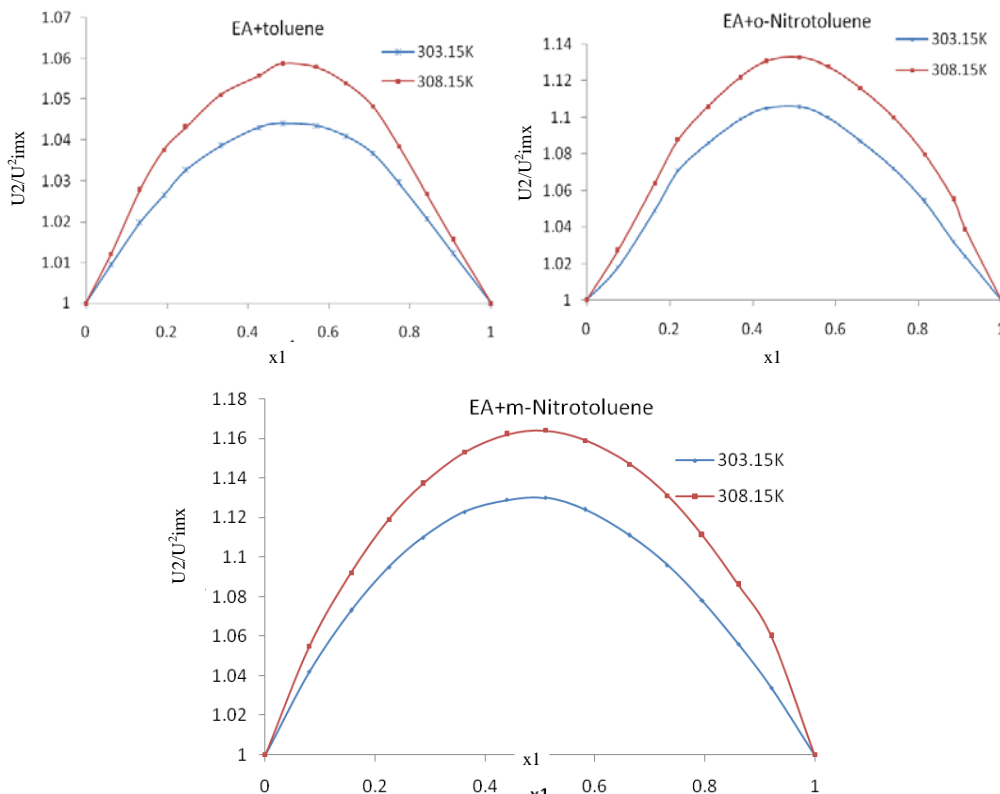 EA+toluene
303.15K
308.15K
1.07
1.06
1.05
1.04
1.03
1.02
1.01
1
U2/U²imx
0 0.2 0.4 0.6 0.8 1
x1
EA+o-Nitrotoluene
303.15K
308.15K
1.14
1.12
1.1
1.08
1.06
1.04
1.02
1
U2/U²imx
0 0.2 0.4 0.6 0.8 1
x1
EA+m-Nitrotoluene
303.15K
308.15K
1.18
1.16
1.14
1.12
1.1
1.08
1.06
1.04
1.02
1
U2/U²imx
x1
0 0.2 0.4 0.6 0.8 1
x1